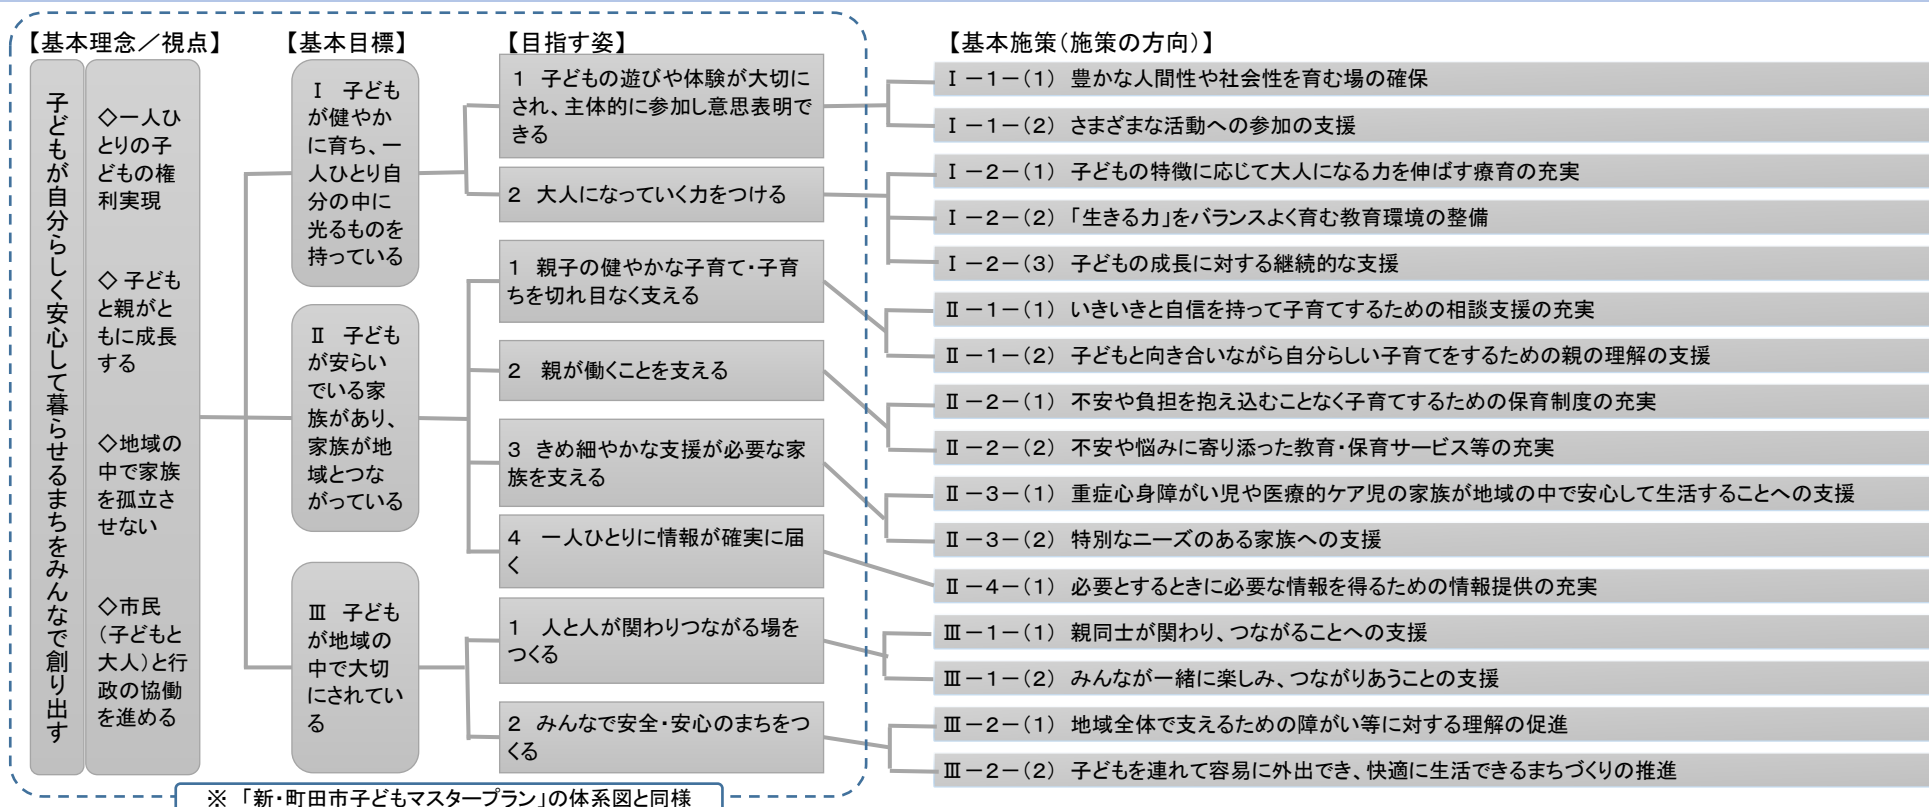 【基本理念／視点】
子どもが自分らしく安心して暮らせるまちをみんなで創り出す
◇一人ひ
とりの子
どもの権
利実現
◇ 子ども
と親がと
もに成長
する
◇地域の
中で家族
を孤立さ
せない
◇市民
（子どもと
大人）と行
政の協働
を進める
【基本目標】
Ⅰ 子ども
が健やか
に育ち、一
人ひとり自
分の中に
光るものを
持っている
Ⅱ 子ども
が安らい
でいる家
族があり、
家族が地
域とつな
がっている
Ⅲ 子ども
が地域の
中で大切
にされてい
る
【目指す姿】
１ 子どもの遊びや体験が大切に
され、主体的に参加し意思表明で
きる
２ 大人になっていく力をつける
１ 親子の健やかな子育て・子育
ちを切れ目なく支える
２ 親が働くことを支える
３ きめ細やかな支援が必要な家
族を支える
４ 一人ひとりに情報が確実に届
く
１ 人と人が関わりつながる場を
つくる
２ みんなで安全・安心のまちをつ
くる
【基本施策（施策の方向）】
Ⅰ－１－（１） 豊かな人間性や社会性を育む場の確保
Ⅰ－１－（２） さまざまな活動への参加の支援
Ⅰ－２－（１） 子どもの特徴に応じて大人になる力を伸ばす療育の充実
Ⅰ－２－（２） 「生きる力」をバランスよく育む教育環境の整備
Ⅰ－２－（３） 子どもの成長に対する継続的な支援
Ⅱ－１－（１） いきいきと自信を持って子育てするための相談支援の充実
Ⅱ－１－（２） 子どもと向き合いながら自分らしい子育てをするための親の理解の支援
Ⅱ－２－（１） 不安や負担を抱え込むことなく子育てするための保育制度の充実
Ⅱ－２－（２） 不安や悩みに寄り添った教育・保育サービス等の充実
Ⅱ－３－（１） 重症心身障がい児や医療的ケア児の家族が地域の中で安心して生活することへの支援
Ⅱ－３－（２） 特別なニーズのある家族への支援
Ⅱ－４－（１） 必要とするときに必要な情報を得るための情報提供の充実
Ⅲ－１－（１） 親同士が関わり、つながることへの支援
Ⅲ－１－（２） みんなが一緒に楽しみ、つながりあうことの支援
Ⅲ－２－（１） 地域全体で支えるための障がい等に対する理解の促進
Ⅲ－２－（２） 子どもを連れて容易に外出でき、快適に生活できるまちづくりの推進
※ 「新・町田市子どもマスタープラン」の体系図と同様